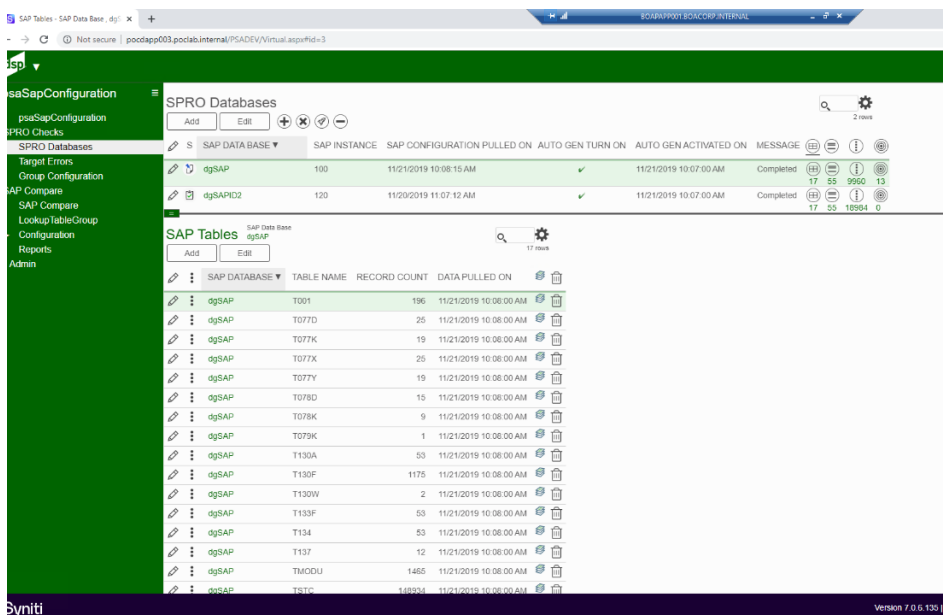 SAP Tables - SAP Data Base , dgS × +
BOAPAPP001.BOACORP.INTERNAL
Not secure | pocdapp003.poclab.internal/PSADEV/Virtual.aspx#id=3
dsp ▼
psaSapConfiguration ≡
psaSapConfiguration
SPRO Checks
SPRO Databases
Target Errors
Group Configuration
SAP Compare
SAP Compare
LookupTableGroup
Configuration
Reports
Admin
SPRO Databases
2 rows
Add Edit
S SAP DATA BASE ▼ SAP INSTANCE SAP CONFIGURATION PULLED ON AUTO GEN TURN ON AUTO GEN ACTIVATED ON MESSAGE
dgSAP 100 11/21/2019 10:08:15 AM ✔ 11/21/2019 10:07:00 AM Completed
17 55 9960 13
dgSAPID2 120 11/20/2019 11:07:12 AM ✔ 11/21/2019 10:07:00 AM Completed
17 55 18984 0
SAP Tables SAP Data Base dgSAP
17 rows
Add Edit
SAP DATABASE ▼ TABLE NAME RECORD COUNT DATA PULLED ON
dgSAP T001 196 11/21/2019 10:08:00 AM
dgSAP T077D 25 11/21/2019 10:08:00 AM
dgSAP T077K 19 11/21/2019 10:08:00 AM
dgSAP T077X 25 11/21/2019 10:08:00 AM
dgSAP T077Y 19 11/21/2019 10:08:00 AM
dgSAP T078D 15 11/21/2019 10:08:00 AM
dgSAP T078K 9 11/21/2019 10:08:00 AM
dgSAP T079K 1 11/21/2019 10:08:00 AM
dgSAP T130A 53 11/21/2019 10:08:00 AM
dgSAP T130F 1175 11/21/2019 10:08:00 AM
dgSAP T130W 2 11/21/2019 10:08:00 AM
dgSAP T133F 53 11/21/2019 10:08:00 AM
dgSAP T134 53 11/21/2019 10:08:00 AM
dgSAP T137 12 11/21/2019 10:08:00 AM
dgSAP TMODU 1465 11/21/2019 10:08:00 AM
dgSAP TSTC 148934 11/21/2019 10:08:00 AM
Syniti
Version 7.0.6.135 |